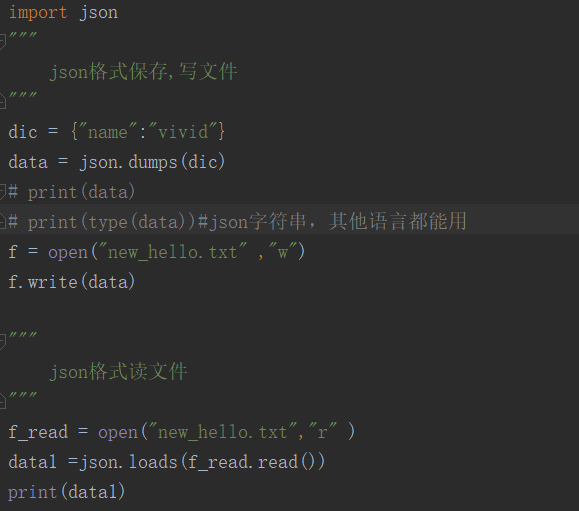 import json
"""
    json格式保存,写文件
"""
dic = {"name":"vivid"}
data = json.dumps(dic)
# print(data)
# print(type(data))#json字符串，其他语言都能用
f = open("new_hello.txt" ,"w")
f.write(data)
"""
    json格式读文件
"""
f_read = open("new_hello.txt","r" )
data1 =json.loads(f_read.read())
print(data1)